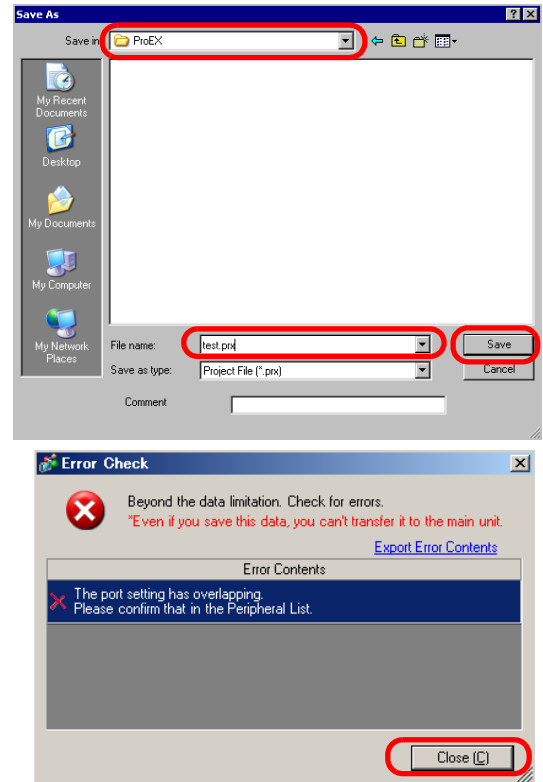 Save As
Save in
ProEX
My Recent
Documents
Desktop
My Documents
My Computer
My Network
Places
File name:
test.prx
Save
Save as type:
Project File (*.prx)
Cancel
Comment
Error Check
Beyond the data limitation. Check for errors.
*Even if you save this data, you can't transfer it to the main unit.
Export Error Contents
Error Contents
The port setting has overlapping.
Please confirm that in the Peripheral List.
Close (C)